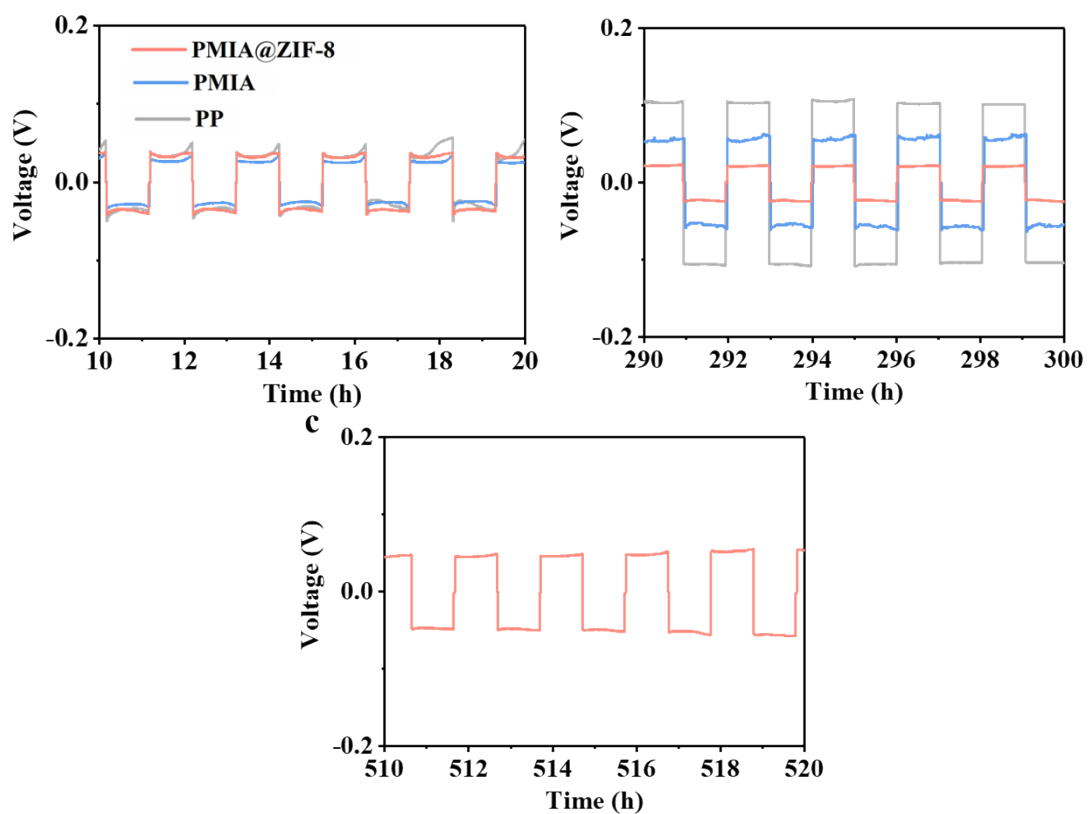 0.2
0.0
-0.2
Voltage (V)
PMIA@ZIF-8
PMIA
PP
10 12 14 16 18 20
Time (h)
0.2
0.0
-0.2
Voltage (V)
290 292 294 296 298 300
Time (h)
c
0.2
0.0
-0.2
Voltage (V)
510 512 514 516 518 520
Time (h)